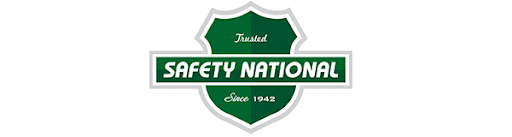 Trusted
SAFETY NATIONAL
Since 1942